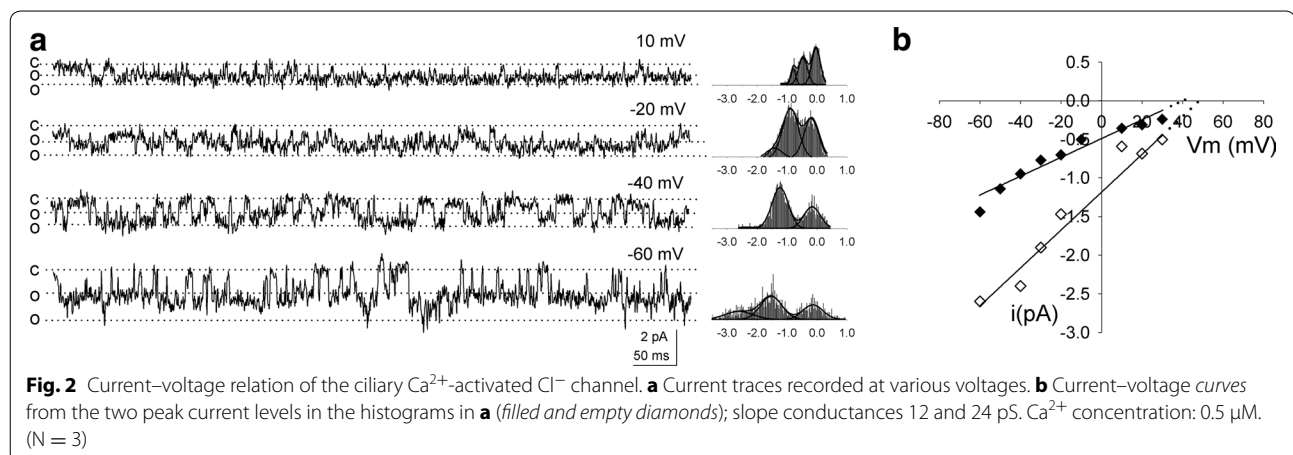 a
10 mV
C
O
O
-3.0 -2.0 -1.0 0.0 1.0
-20 mV
C
O
O
-3.0 -2.0 -1.0 0.0 1.0
-40 mV
C
O
O
-3.0 -2.0 -1.0 0.0 1.0
-60 mV
C
O
O
-3.0 -2.0 -1.0 0.0 1.0
2 pA
50 ms
b
0.5
0.0
-80 -60 -40 -20 0 20 40 60 80
Vm (mV)
-0.5
-1.0
-1.5
-2.0
-2.5
i(pA)
-3.0
Fig. 2 Current–voltage relation of the ciliary Ca²⁺-activated Cl⁻ channel. a Current traces recorded at various voltages. b Current–voltage curves
from the two peak current levels in the histograms in a (filled and empty diamonds); slope conductances 12 and 24 pS. Ca²⁺ concentration: 0.5 µM.
(N = 3)